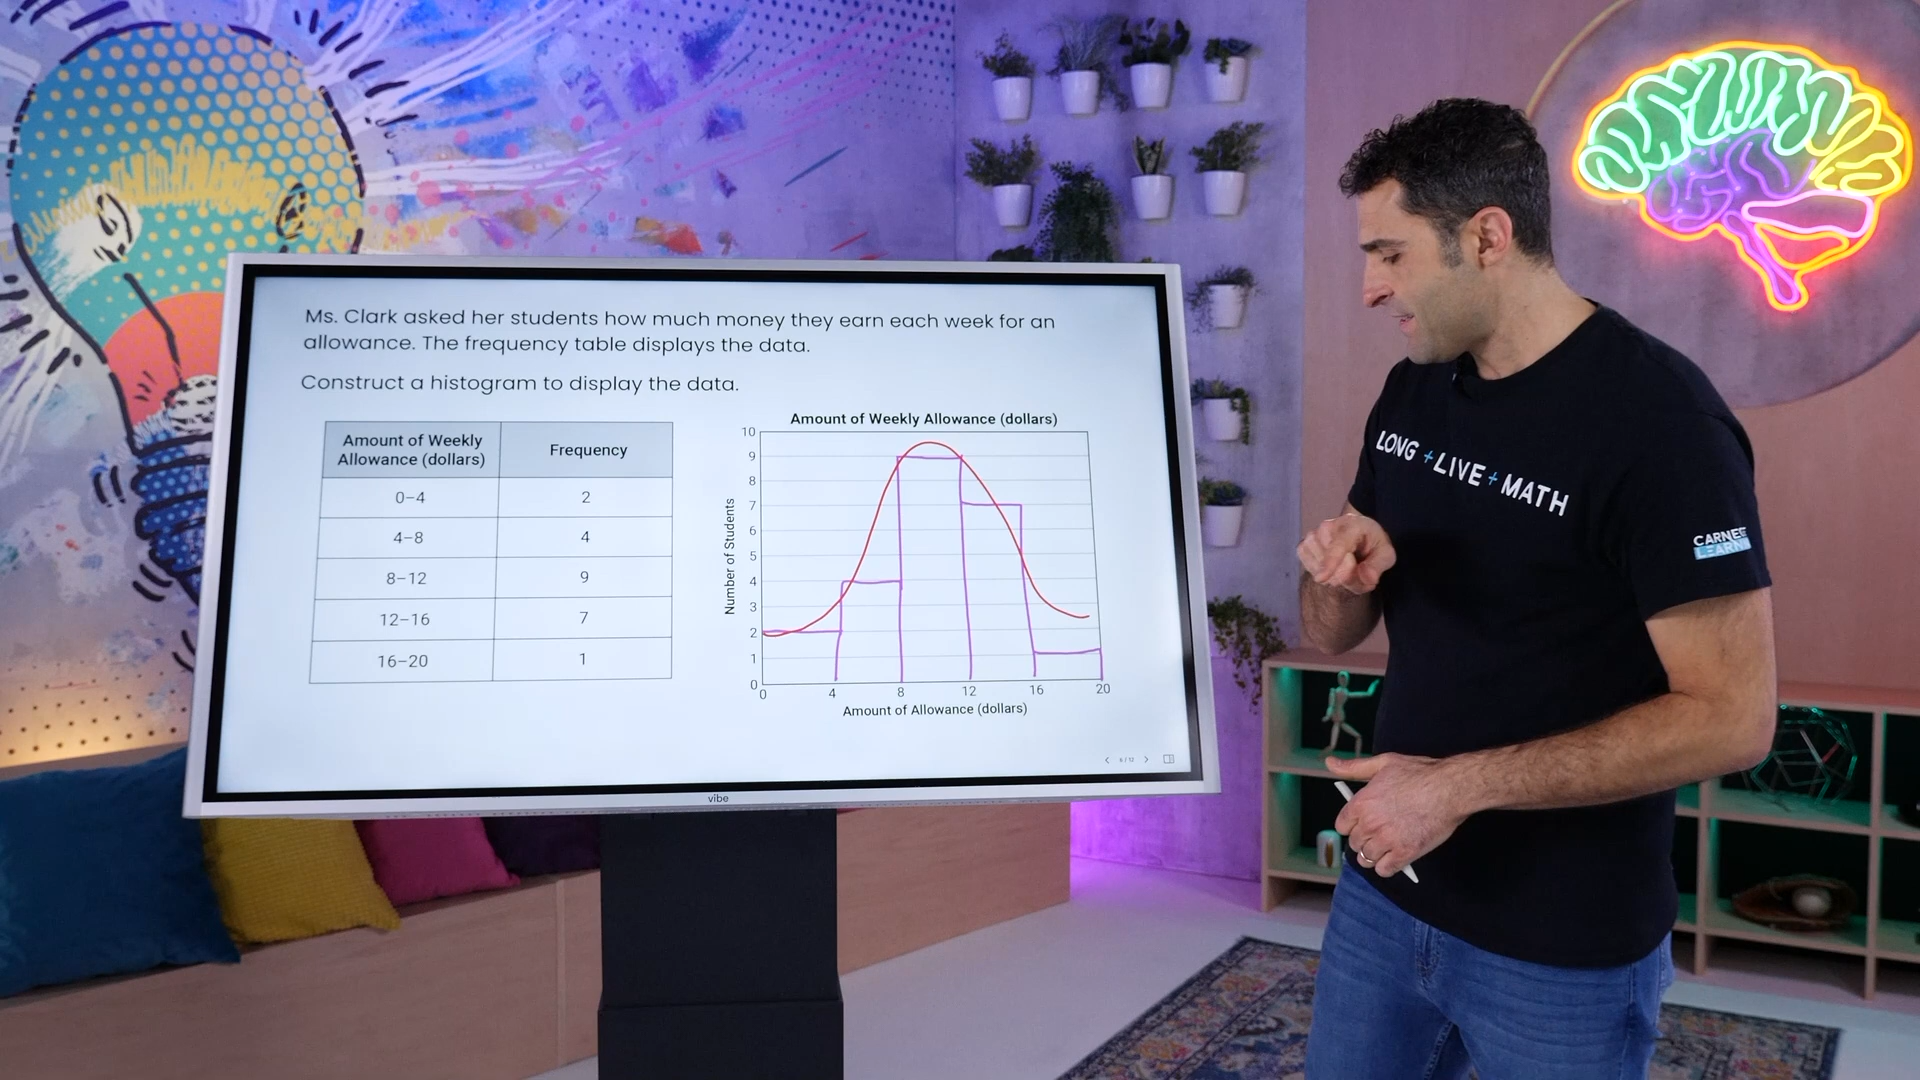 Ms. Clark asked her students how much money they earn each week for an
allowance. The frequency table displays the data.
Construct a histogram to display the data.
Amount of Weekly Allowance (dollars) Frequency
0–4 2
4–8 4
8–12 9
12–16 7
16–20 1
Amount of Weekly Allowance (dollars)
Number of Students
10
9
8
7
6
5
4
3
2
1
0
0 4 8 12 16 20
Amount of Allowance (dollars)
6/12
vibe
LONG + LIVE + MATH